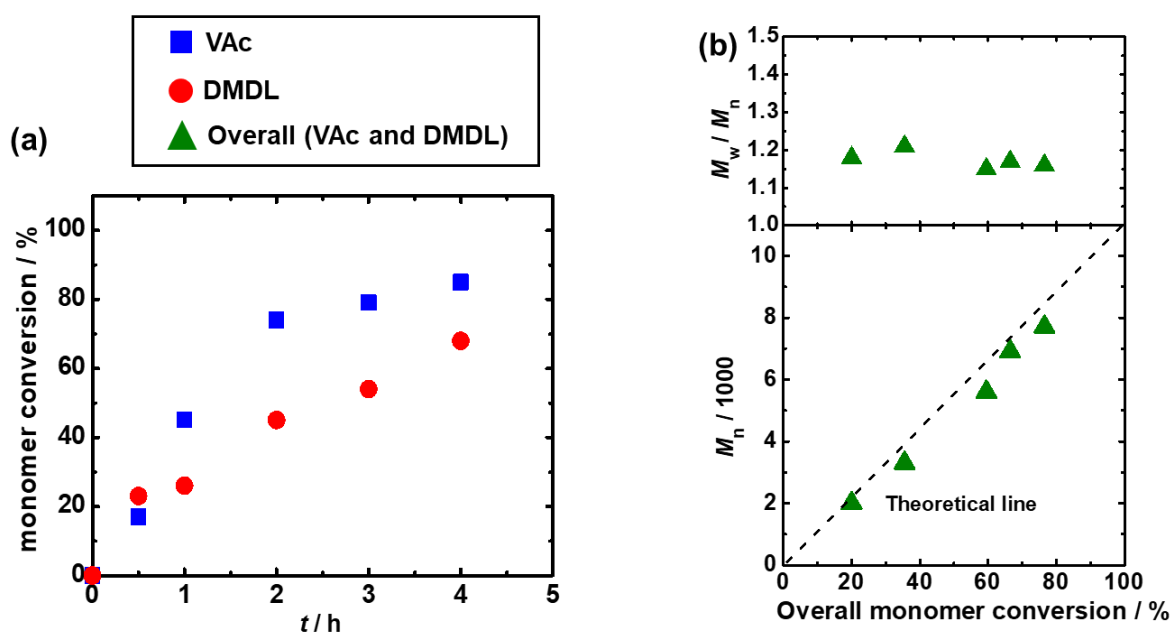 VAc
DMDL
Overall (VAc and DMDL)
(a)
monomer conversion / %
100
80
60
40
20
0
0 1 2 3 4 5
t / h
(b)
Mw / Mn
1.5
1.4
1.3
1.2
1.1
1.0
Mn / 1000
10
8
6
4
2
0
Theoretical line
0 20 40 60 80 100
Overall monomer conversion / %